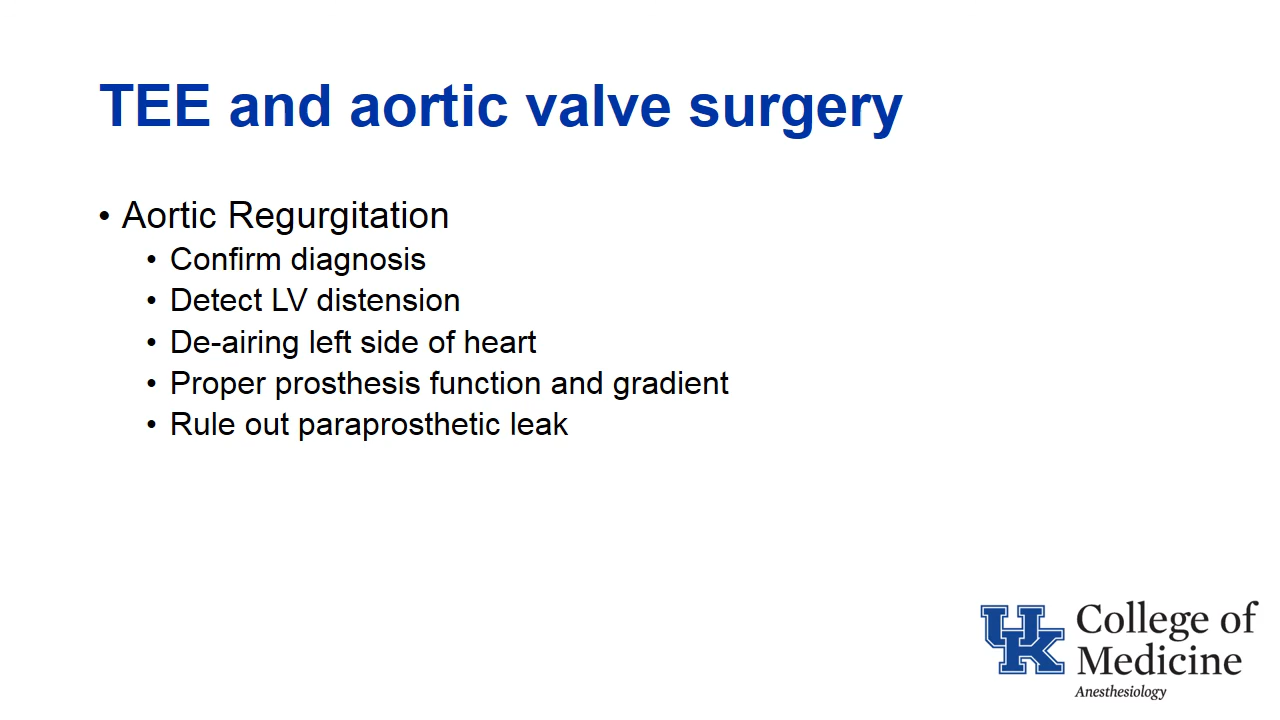 TEE and aortic valve surgery
• Aortic Regurgitation
• Confirm diagnosis
• Detect LV distension
• De-airing left side of heart
• Proper prosthesis function and gradient
• Rule out paraprosthetic leak
UK
College of
Medicine
Anesthesiology